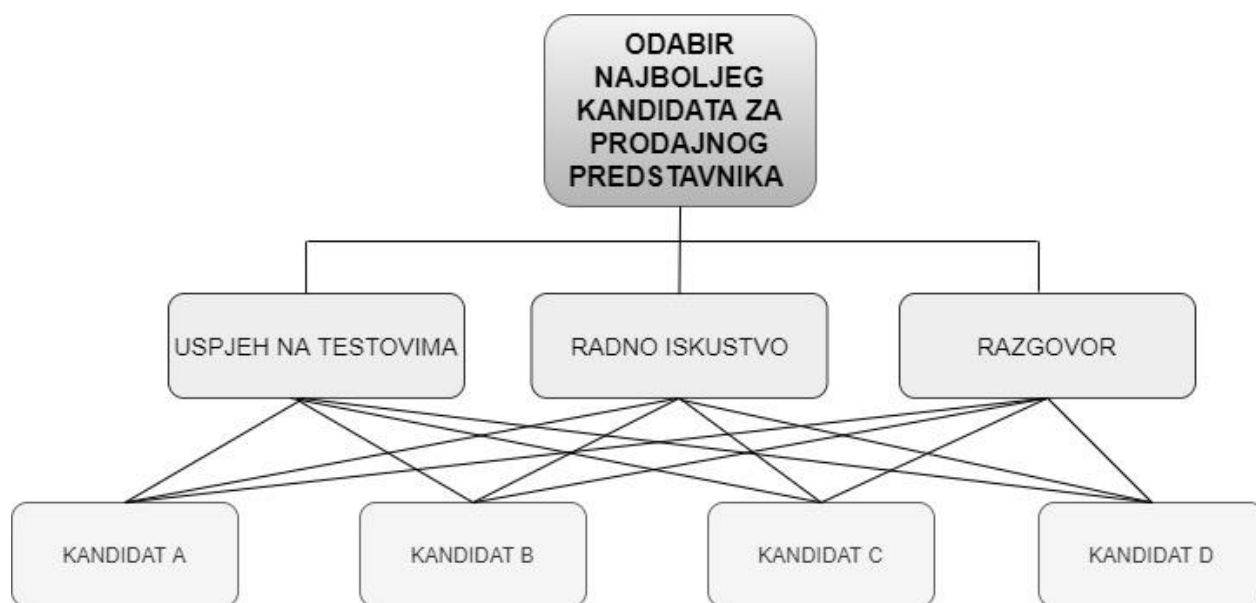 ODABIR
NAJBOLJEG
KANDIDATA ZA
PRODAJNOG
PREDSTAVNIKA
USPJEH NA TESTOVIMA
RADNO ISKUSTVO
RAZGOVOR
KANDIDAT A
KANDIDAT B
KANDIDAT C
KANDIDAT D